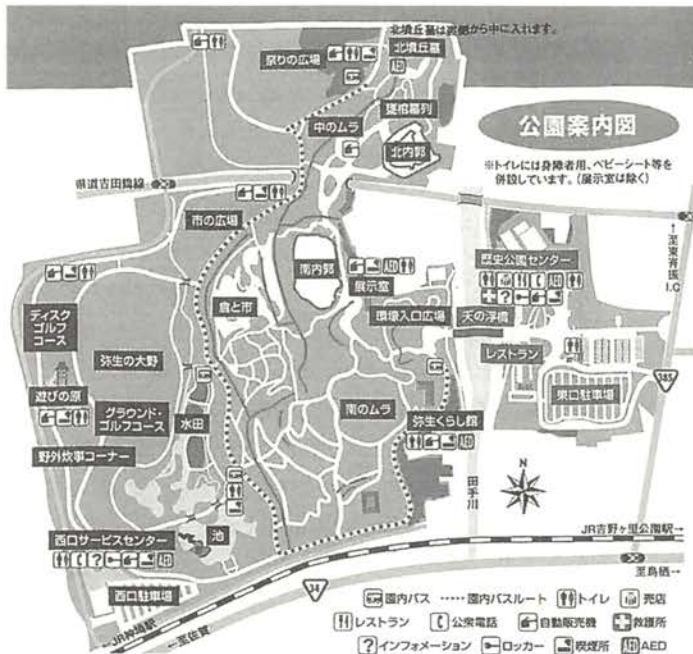 北墳丘墓は裏側から中に入れます。
祭りの広場
北墳丘墓
甕棺墓列
中のムラ
北内郭
公園案内図
※トイレには身障者用、ベビーシート等を
併設しています。(展示室は除く)
県道吉田鶴線
市の広場
南内郭
展示室
倉と市
環壕入口広場
天の浮橋
歴史公園センター
至東脊振I.C
レストラン
東口駐車場
385
ディスク
ゴルフ
コース
弥生の大野
遊びの原
グラウンド・
ゴルフコース
水田
野外炊事コーナー
南のムラ
弥生くらし館
田手川
N
西口サービスセンター
池
西口駐車場
34
JR吉野ヶ里公園駅→
→至鳥栖
←JR神埼駅
←至佐賀
園内バス
園内バスルート
トイレ
売店
レストラン
公衆電話
自動販売機
救護所
? インフォメーション
ロッカー
喫煙所
AED AED